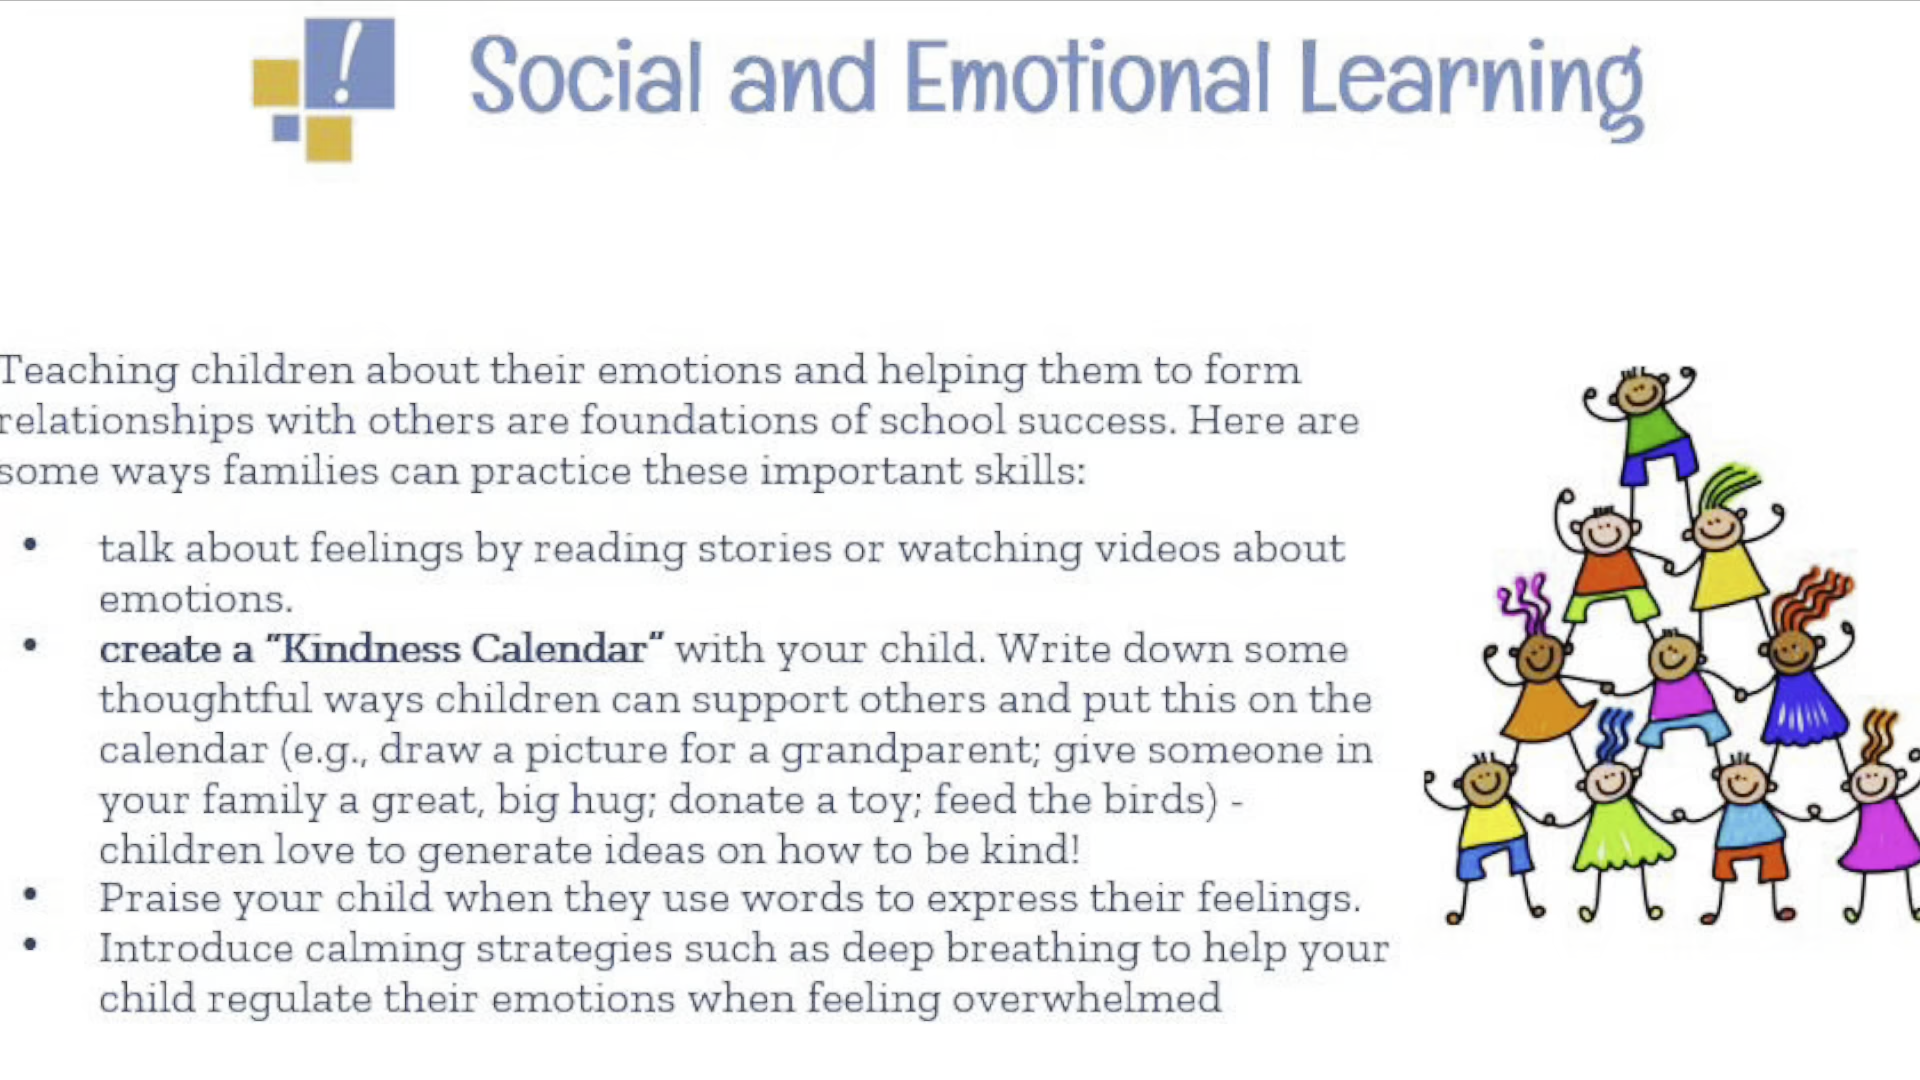 !
Social and Emotional Learning
Teaching children about their emotions and helping them to form
relationships with others are foundations of school success. Here are
some ways families can practice these important skills:
• talk about feelings by reading stories or watching videos about
emotions.
• create a "Kindness Calendar" with your child. Write down some
thoughtful ways children can support others and put this on the
calendar (e.g., draw a picture for a grandparent; give someone in
your family a great, big hug; donate a toy; feed the birds) -
children love to generate ideas on how to be kind!
• Praise your child when they use words to express their feelings.
• Introduce calming strategies such as deep breathing to help your
child regulate their emotions when feeling overwhelmed